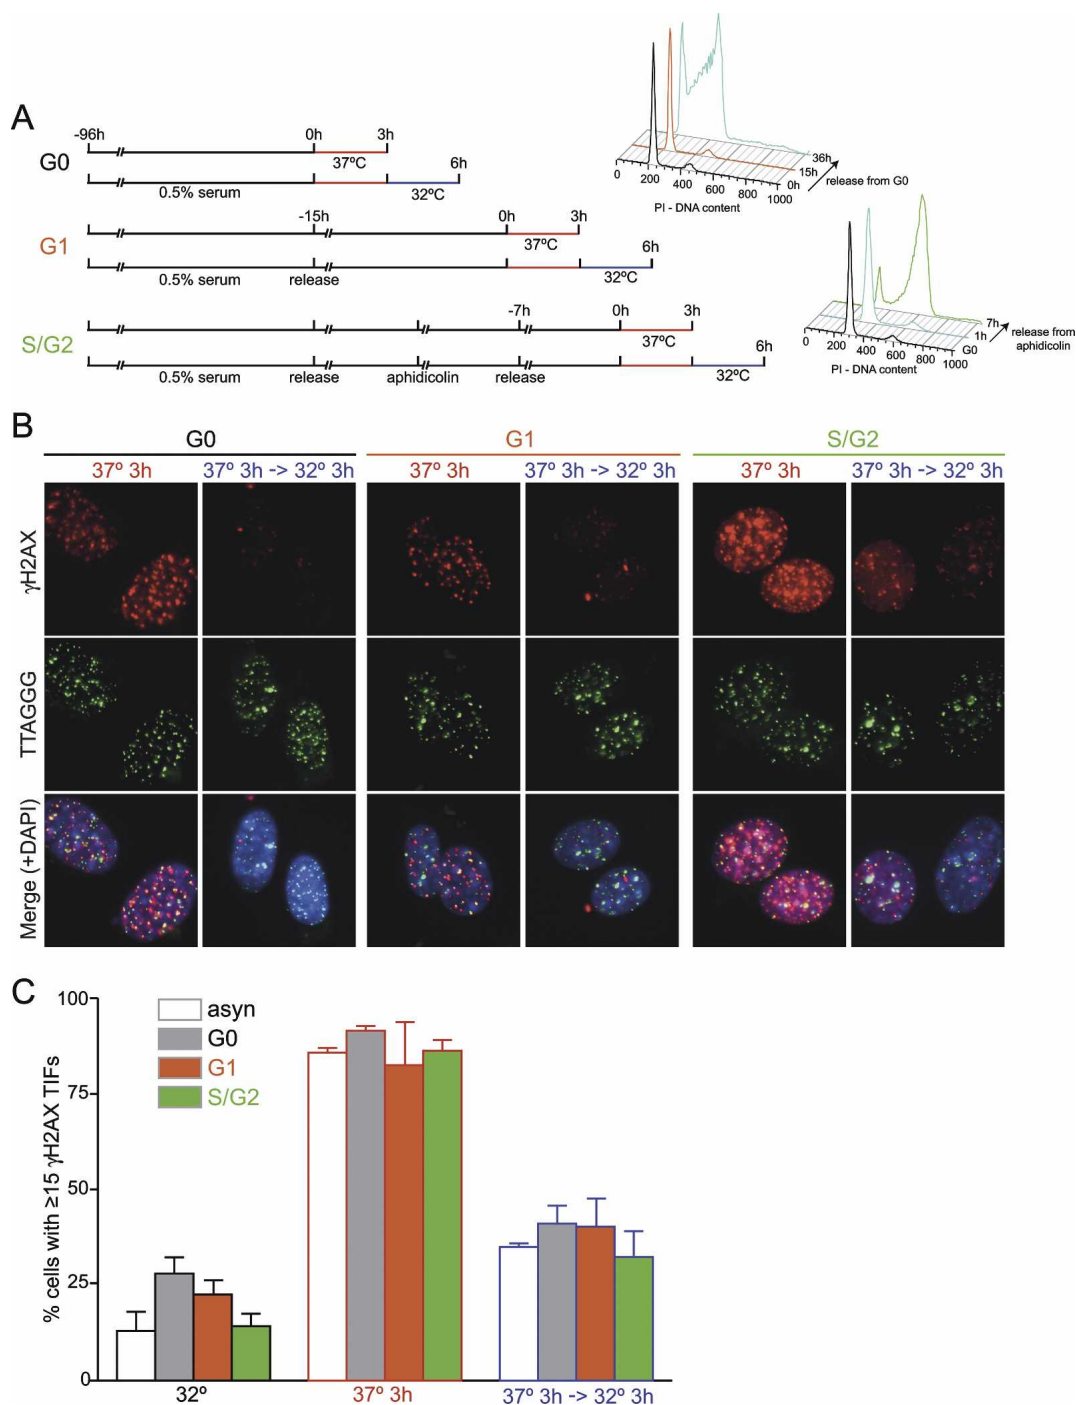 A
-96h 0h 3h
G0 37ºC 6h
0.5% serum 32ºC
-15h 0h 3h
G1 37ºC 6h
0.5% serum release 32ºC
-7h 0h 3h
S/G2 37ºC 6h
0.5% serum release aphidicolin release 32ºC
0 200 400 600 800 1000
PI - DNA content
36h
15h
0h
release from G0
0 200 400 600 800 1000
PI - DNA content
7h
1h
G0
release from
aphidicolin
B
G0 G1 S/G2
37º 3h 37º 3h -> 32º 3h 37º 3h 37º 3h -> 32º 3h 37º 3h 37º 3h -> 32º 3h
γH2AX
TTAGGG
Merge (+DAPI)
C
% cells with ≥15 γH2AX TIFs
100
75
50
25
0
asyn
G0
G1
S/G2
32º 37º 3h 37º 3h -> 32º 3h